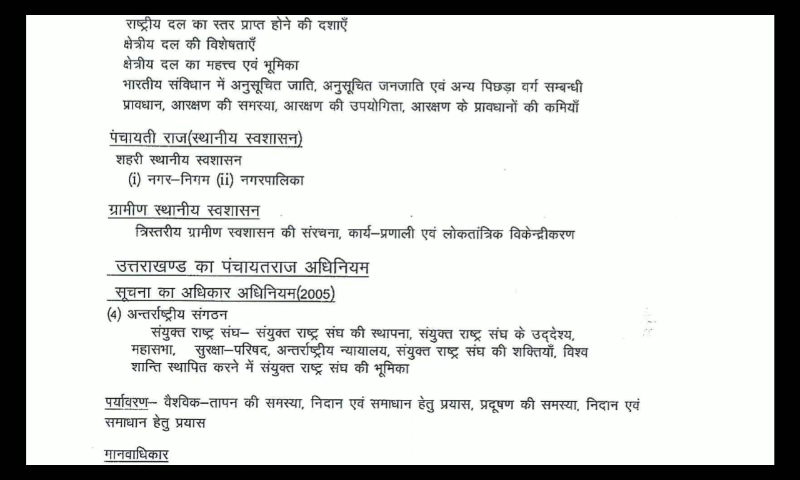 राष्ट्रीय दल का स्तर प्राप्त होने की दशाएँ
क्षेत्रीय दल की विशेषताएँ
क्षेत्रीय दल का महत्त्व एवं भूमिका
भारतीय संविधान में अनुसूचित जाति, अनुसूचित जनजाति एवं अन्य पिछड़ा वर्ग सम्बन्धी
प्रावधान, आरक्षण की समस्या, आरक्षण की उपयोगिता, आरक्षण के प्रावधानों की कमियाँ
पंचायती राज(स्थानीय स्वशासन)
शहरी स्थानीय स्वशासन
(i) नगर–निगम (ii) नगरपालिका
ग्रामीण स्थानीय स्वशासन
त्रिस्तरीय ग्रामीण स्वशासन की संरचना, कार्य–प्रणाली एवं लोकतांत्रिक विकेन्द्रीकरण
उत्तराखण्ड का पंचायतराज अधिनियम
सूचना का अधिकार अधिनियम(2005)
(4) अन्तर्राष्ट्रीय संगठन
संयुक्त राष्ट्र संघ– संयुक्त राष्ट्र संघ की स्थापना, संयुक्त राष्ट्र संघ के उद्देश्य,
महासभा, सुरक्षा–परिषद, अन्तर्राष्ट्रीय न्यायालय, संयुक्त राष्ट्र संघ की शक्तियाँ, विश्व
शान्ति स्थापित करने में संयुक्त राष्ट्र संघ की भूमिका
पर्यावरण– वैश्विक–तापन की समस्या, निदान एवं समाधान हेतु प्रयास, प्रदूषण की समस्या, निदान एवं
समाधान हेतु प्रयास
मानवाधिकार